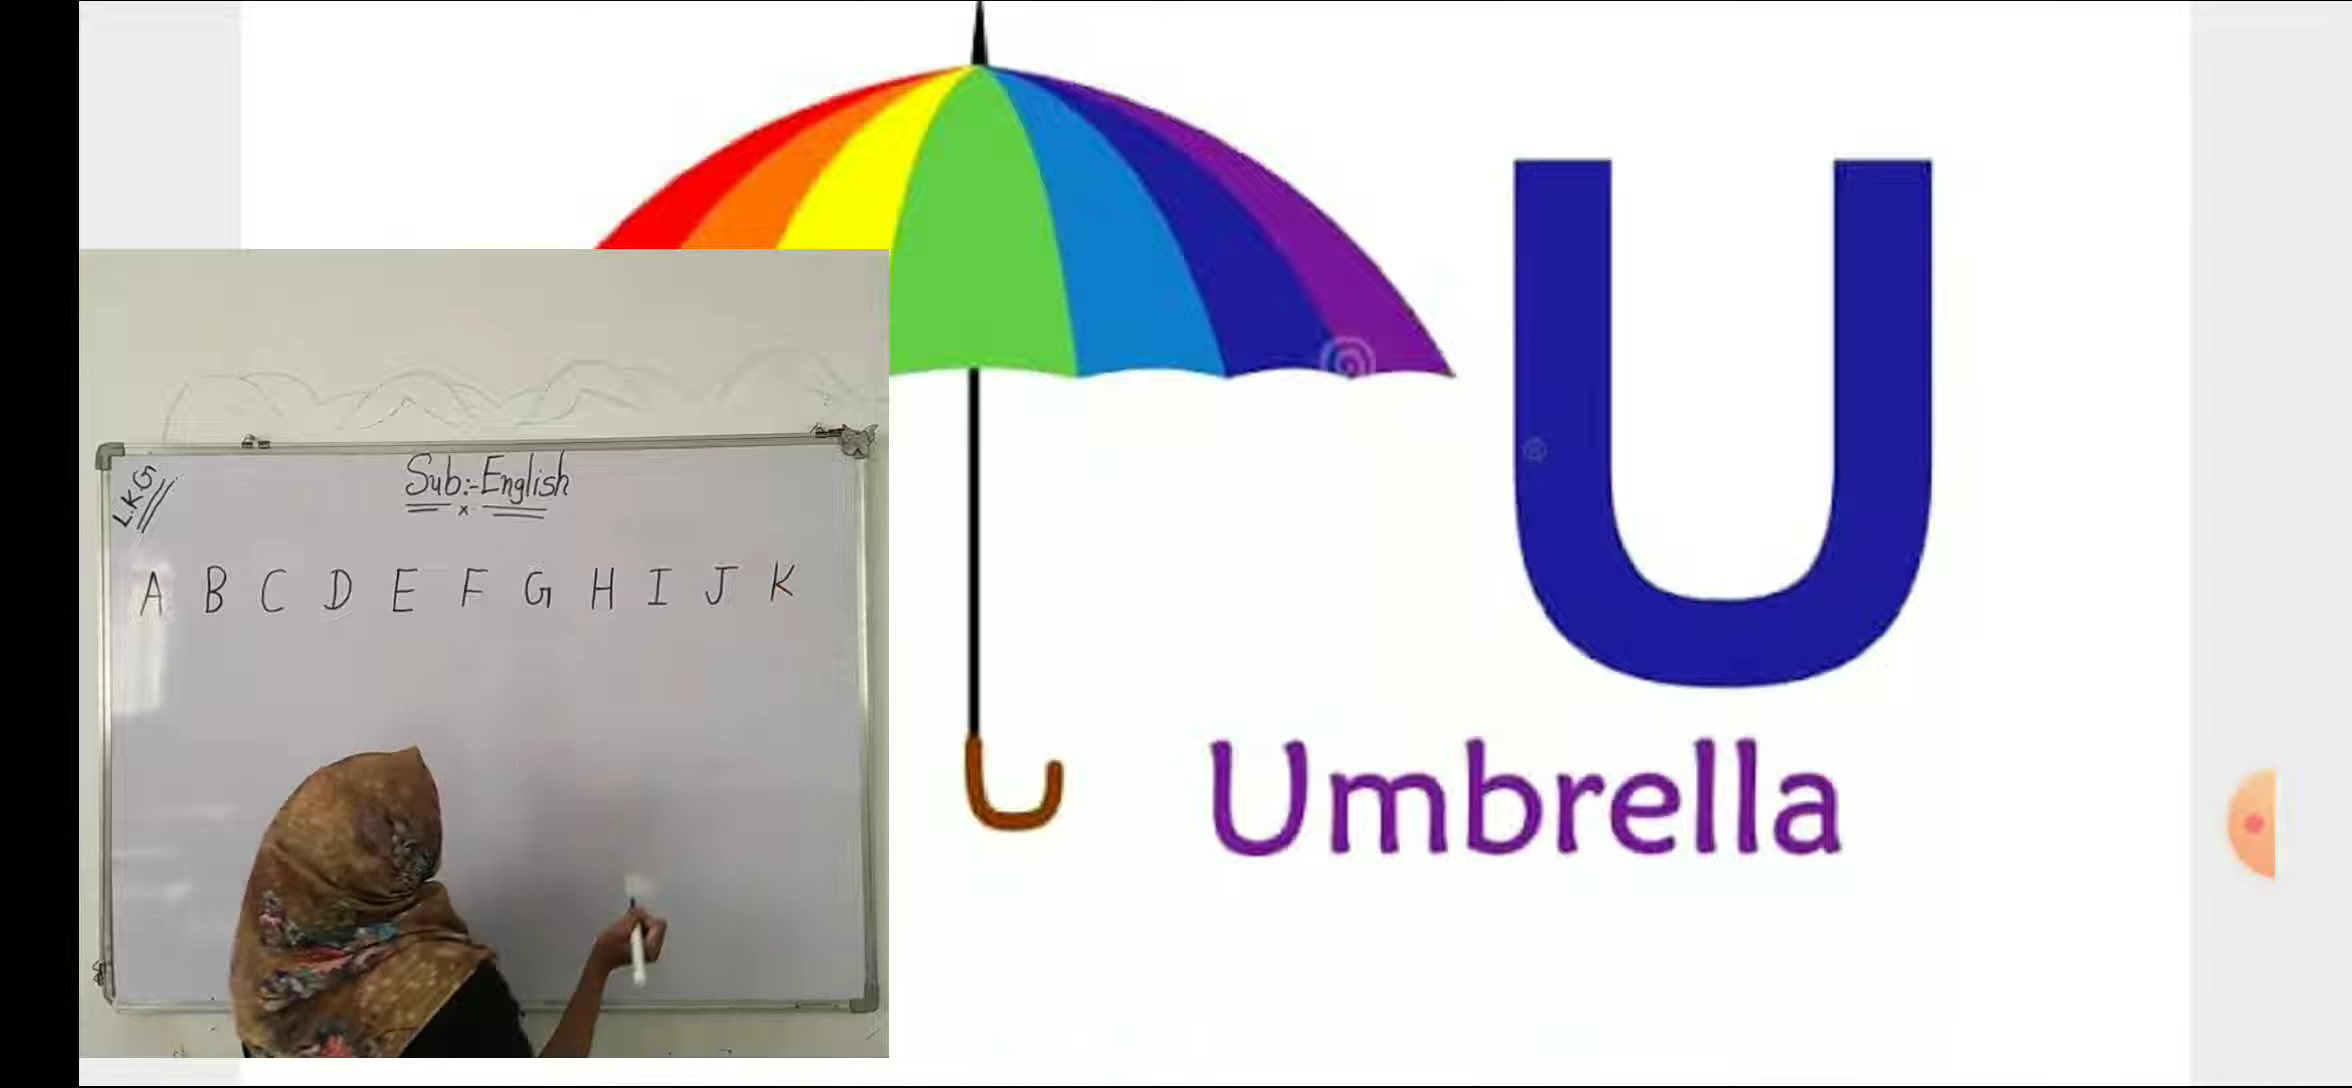 U
Umbrella
L.K.G
Sub:-English
x
A B C D E F G H I J K